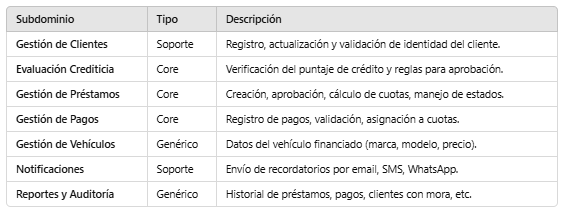 Subdominio Tipo Descripción
Gestión de Clientes Soporte Registro, actualización y validación de identidad del cliente.
Evaluación Crediticia Core Verificación del puntaje de crédito y reglas para aprobación.
Gestión de Préstamos Core Creación, aprobación, cálculo de cuotas, manejo de estados.
Gestión de Pagos Core Registro de pagos, validación, asignación a cuotas.
Gestión de Vehículos Genérico Datos del vehículo financiado (marca, modelo, precio).
Notificaciones Soporte Envío de recordatorios por email, SMS, WhatsApp.
Reportes y Auditoría Genérico Historial de préstamos, pagos, clientes con mora, etc.